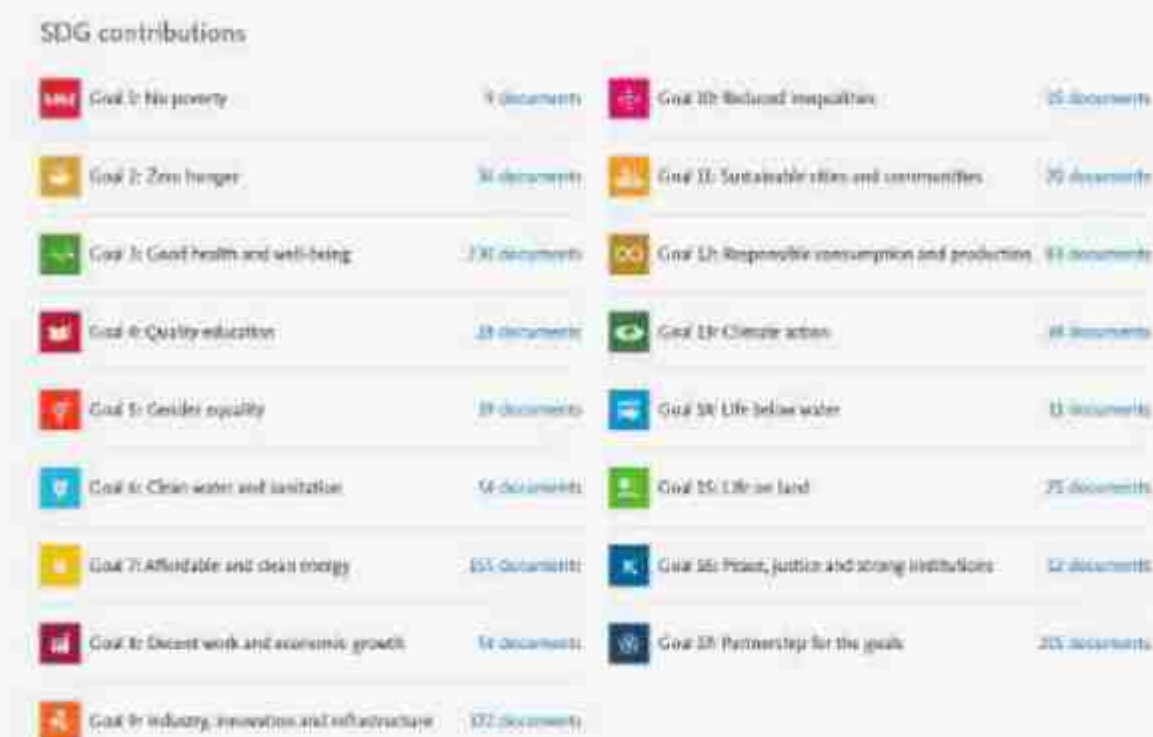 SDG contributions
Goal 1: No poverty documents
Goal 2: Zero hunger documents
Goal 3: Good health and well-being documents
Goal 4: Quality education documents
Goal 5: Gender equality documents
Goal 6: Clean water and sanitation documents
Goal 7: Affordable and clean energy documents
Goal 8: Decent work and economic growth documents
Goal 9: Industry, innovation and infrastructure documents
Goal 10: Reduced inequalities documents
Goal 11: Sustainable cities and communities documents
Goal 12: Responsible consumption and production documents
Goal 13: Climate action documents
Goal 14: Life below water documents
Goal 15: Life on land documents
Goal 16: Peace, justice and strong institutions documents
Goal 17: Partnership for the goals documents